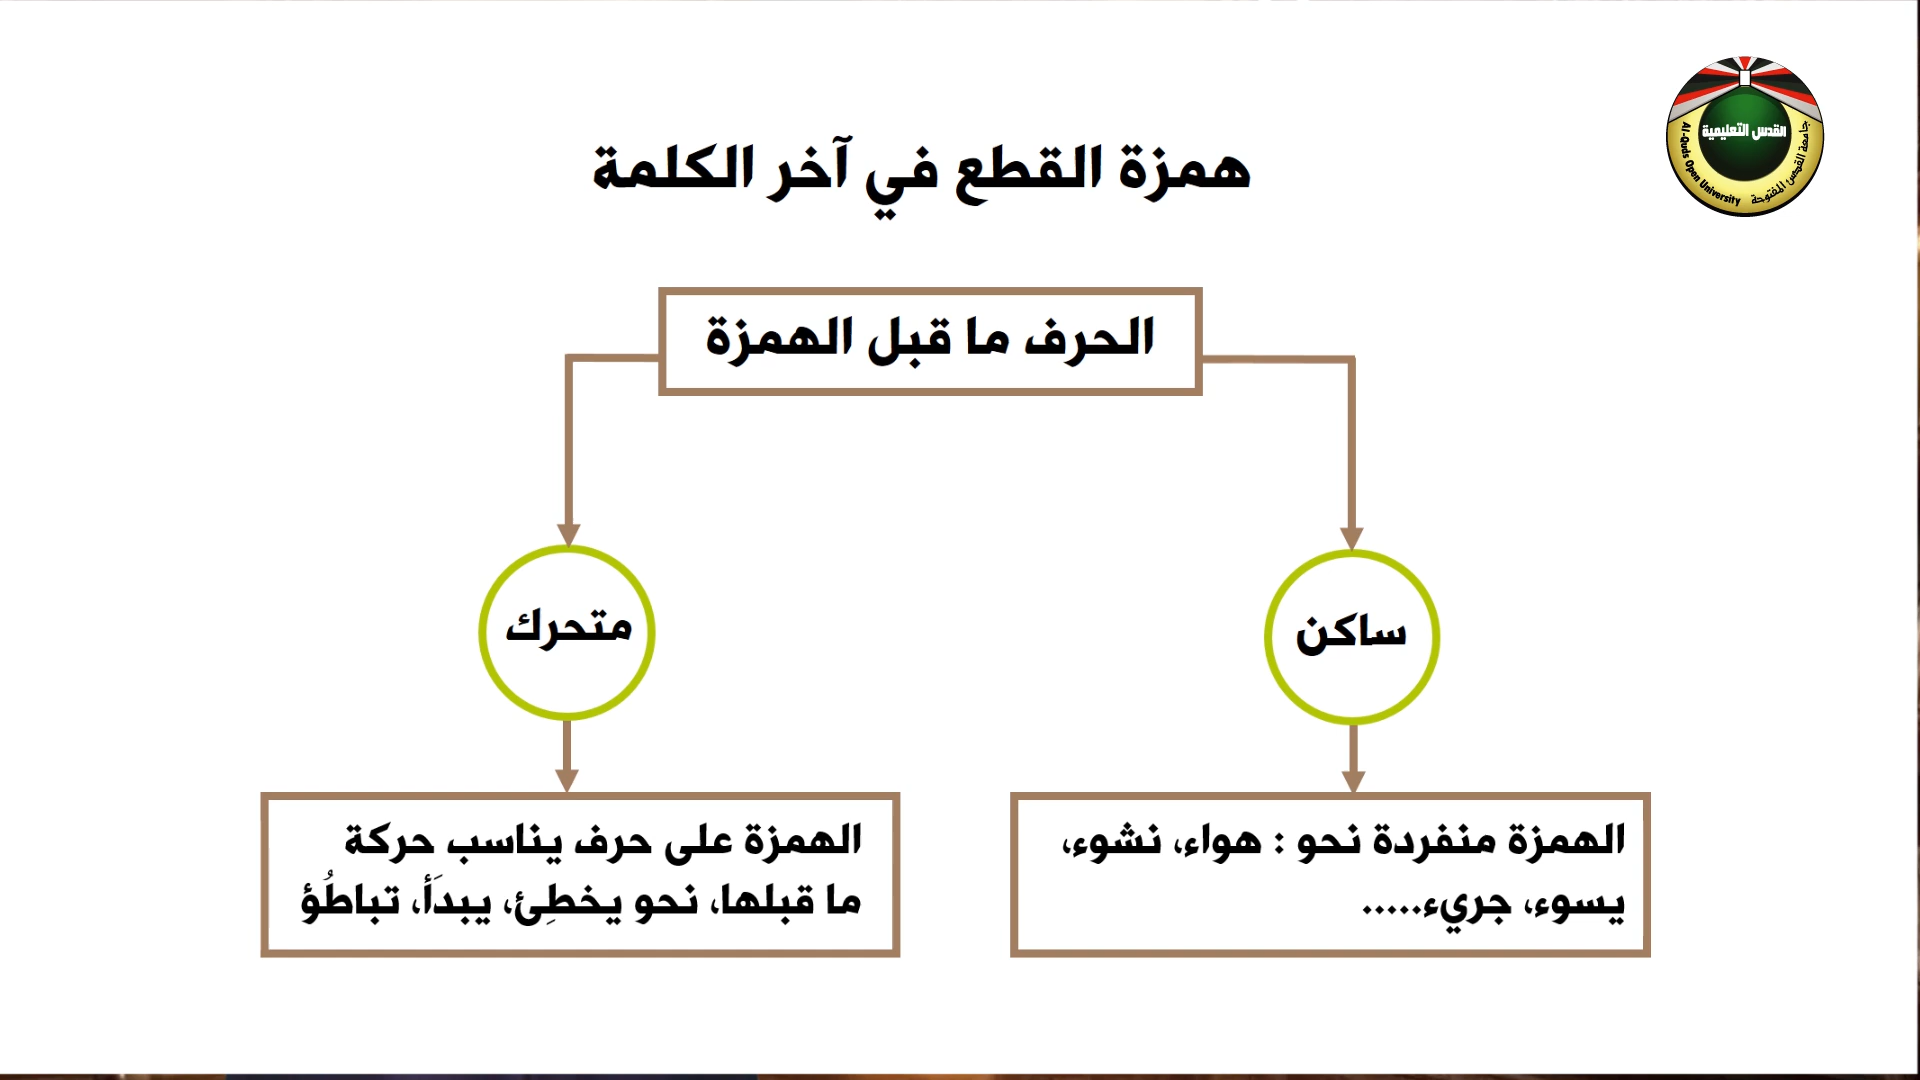 القدس التعليمية
جامعة القدس المفتوحة
Al-Quds Open University
همزة القطع في آخر الكلمة
الحرف ما قبل الهمزة
ساكن
متحرك
الهمزة منفردة نحو : هواء، نشوء،
يسوء، جريء.....
الهمزة على حرف يناسب حركة
ما قبلها، نحو يخطِئ، يبدَأ، تباطُؤ